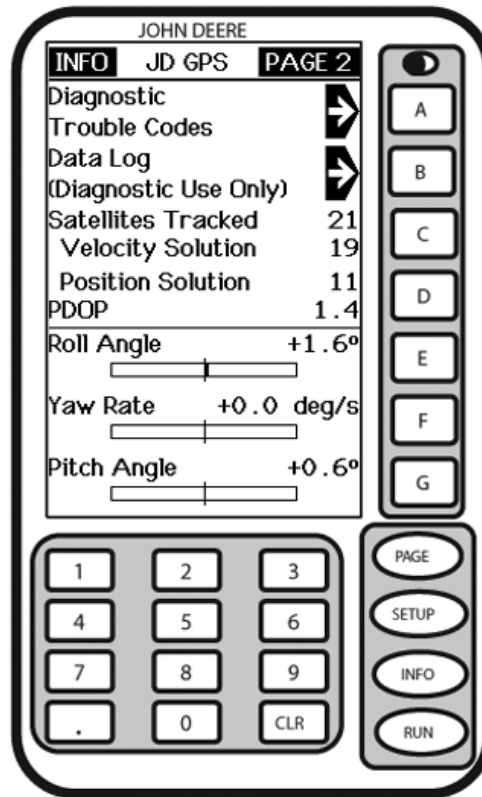 JOHN DEERE
INFO JD GPS PAGE 2
Diagnostic
Trouble Codes
Data Log
(Diagnostic Use Only)
Satellites Tracked 21
Velocity Solution 19
Position Solution 11
PDOP 1.4
Roll Angle +1.6º
Yaw Rate +0.0 deg/s
Pitch Angle +0.6º
A
B
C
D
E
F
G
1 2 3
4 5 6
7 8 9
. 0 CLR
PAGE
SETUP
INFO
RUN